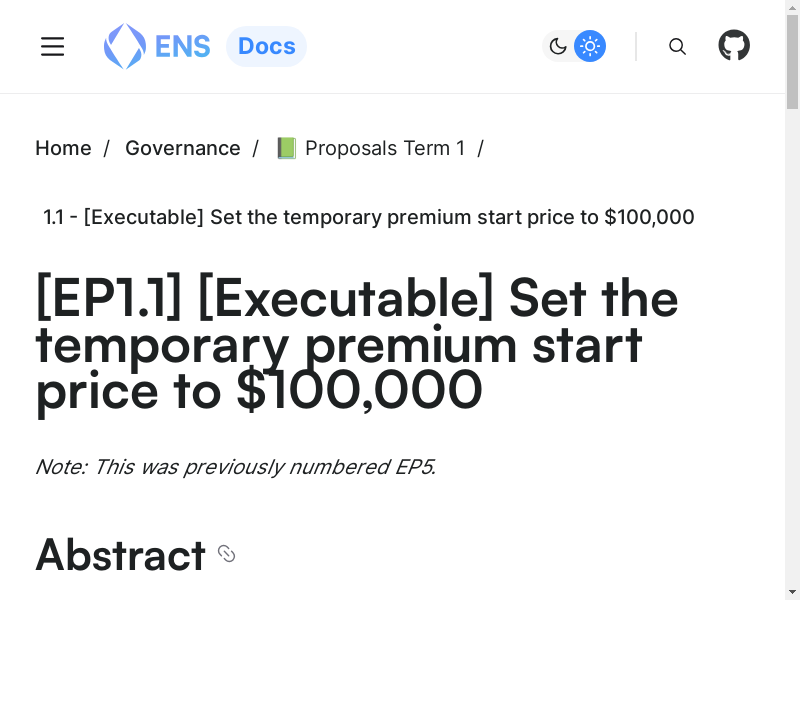 ENS Docs
Home / Governance / Proposals Term 1 /
1.1 - [Executable] Set the temporary premium start price to $100,000
[EP1.1] [Executable] Set the
temporary premium start
price to $100,000
Note: This was previously numbered EP5.
Abstract